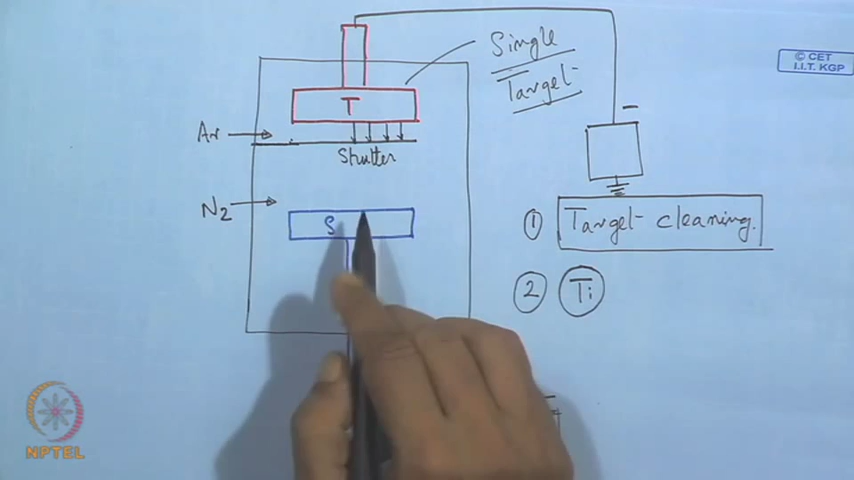 © CET
I.I.T. KGP
Single
Target
T
Ar
Shutter
N2
S
① Target cleaning.
② Ti
NPTEL